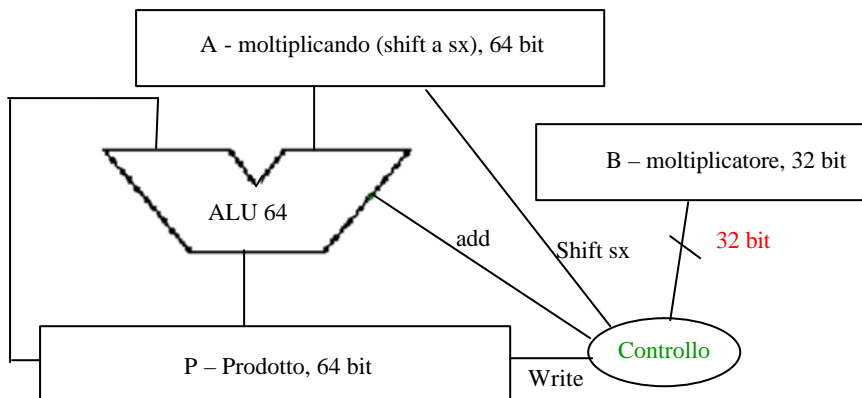 A - moltiplicando (shift a sx), 64 bit
B – moltiplicatore, 32 bit
ALU 64
add
Shift sx
32 bit
Controllo
P – Prodotto, 64 bit
Write